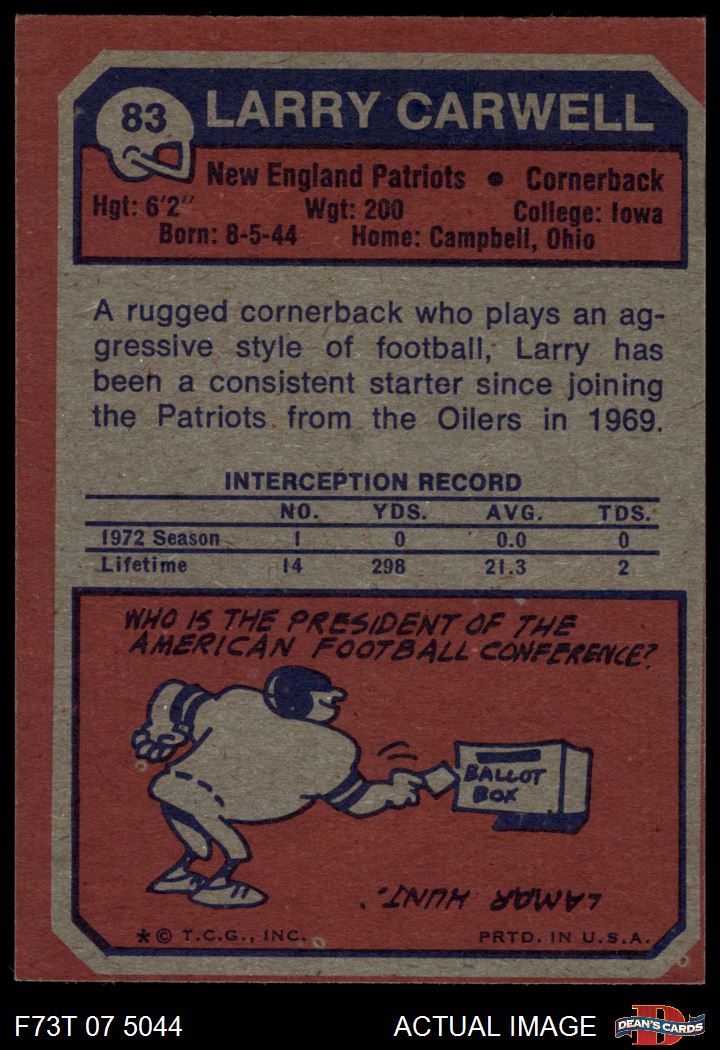 83
LARRY CARWELL
New England Patriots • Cornerback
Hgt: 6'2" Wgt: 200 College: Iowa
Born: 8-5-44 Home: Campbell, Ohio
A rugged cornerback who plays an ag-
gressive style of football, Larry has
been a consistent starter since joining
the Patriots from the Oilers in 1969.
INTERCEPTION RECORD
NO. YDS. AVG. TDS.
1972 Season 1 0 0.0 0
Lifetime 14 298 21.3 2
WHO IS THE PRESIDENT OF THE
AMERICAN FOOTBALL CONFERENCE?
BALLOT
BOX
LAMAR HUNT.
* © T.C.G., INC. PRTD. IN U.S.A.
F73T 07 5044 ACTUAL IMAGE
D
DEAN'S CARDS